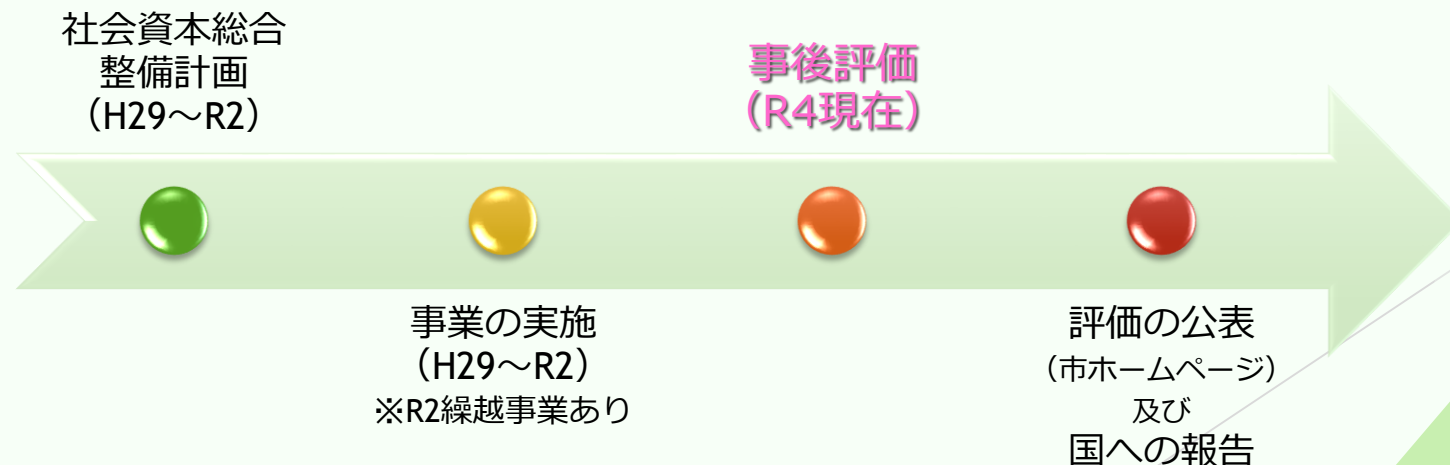 社会資本総合
整備計画
（H29～R2）
事業の実施
（H29～R2）
※R2繰越事業あり
事後評価
（R4現在）
評価の公表
（市ホームページ）
及び
国への報告